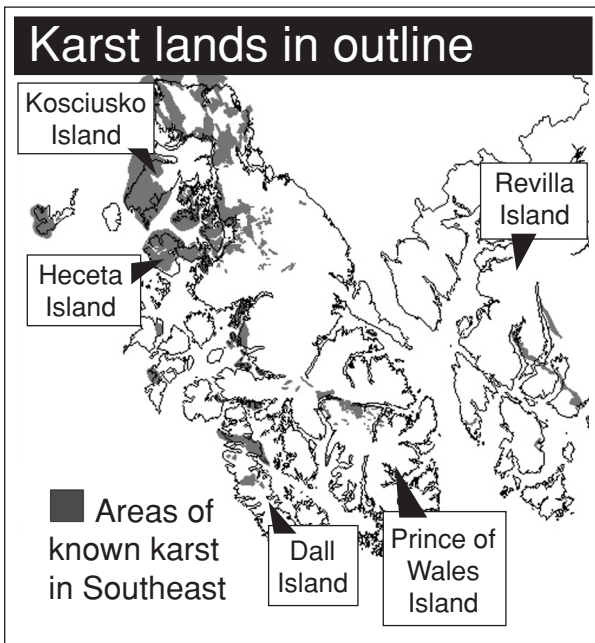 Karst lands in outline
Kosciusko
Island
Revilla
Island
Heceta
Island
Areas of
known karst
in Southeast
Dall
Island
Prince of
Wales
Island